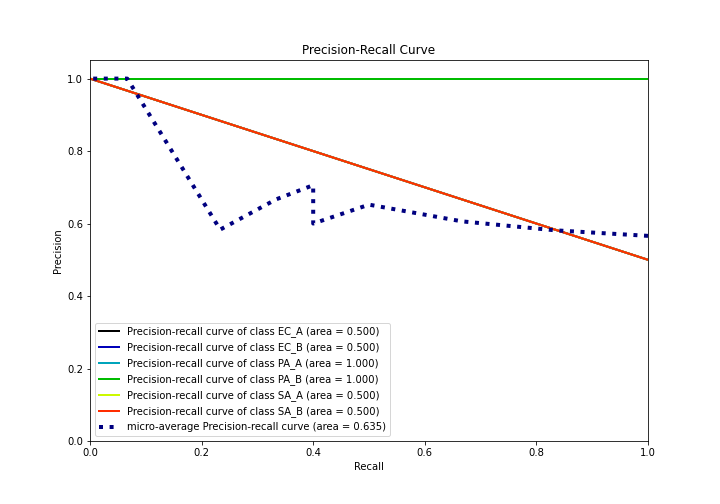 Precision-Recall Curve
Precision
1.0
0.8
0.6
0.4
0.2
0.0
Precision-recall curve of class EC_A (area = 0.500)
Precision-recall curve of class EC_B (area = 0.500)
Precision-recall curve of class PA_A (area = 1.000)
Precision-recall curve of class PA_B (area = 1.000)
Precision-recall curve of class SA_A (area = 0.500)
Precision-recall curve of class SA_B (area = 0.500)
micro-average Precision-recall curve (area = 0.635)
0.0 0.2 0.4 0.6 0.8 1.0
Recall